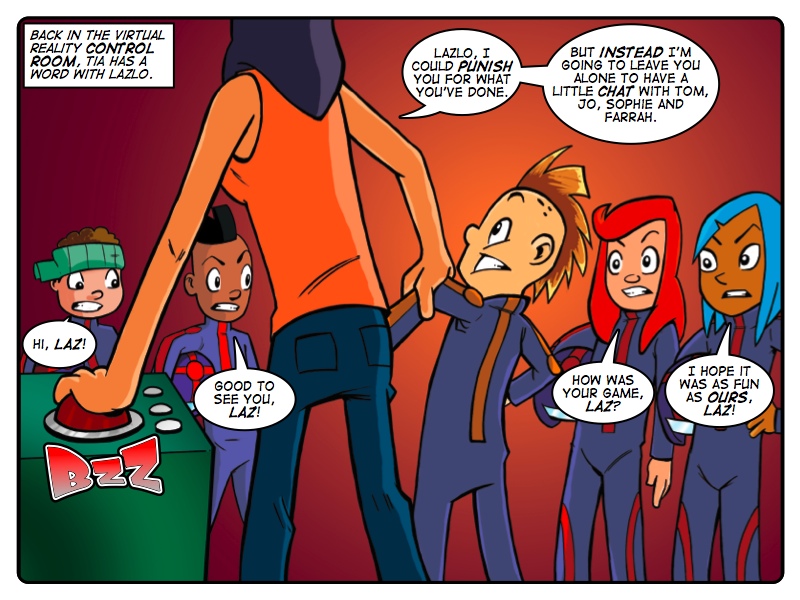 BACK IN THE VIRTUAL
REALITY CONTROL
ROOM, TIA HAS A
WORD WITH LAZLO.
LAZLO, I
COULD PUNISH
YOU FOR WHAT
YOU'VE DONE.
BUT INSTEAD I'M
GOING TO LEAVE YOU
ALONE TO HAVE A
LITTLE CHAT WITH TOM,
JO, SOPHIE AND
FARRAH.
HI, LAZ!
GOOD TO
SEE YOU,
LAZ!
HOW WAS
YOUR GAME,
LAZ?
I HOPE IT
WAS AS FUN
AS OURS,
LAZ!
BZZ